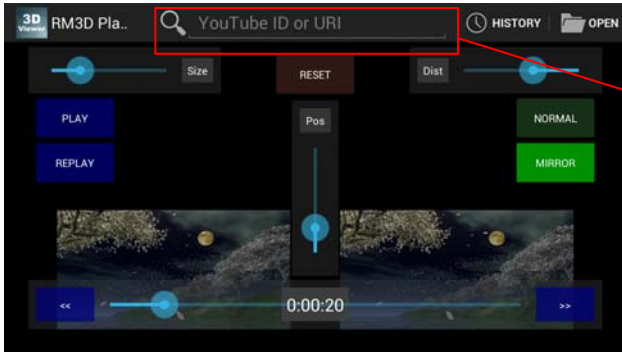 3D
Viewer
RM3D Pla..
YouTube ID or URI
HISTORY
OPEN
Size
RESET
Dist
PLAY
Pos
NORMAL
REPLAY
MIRROR
<<
0:00:20
>>